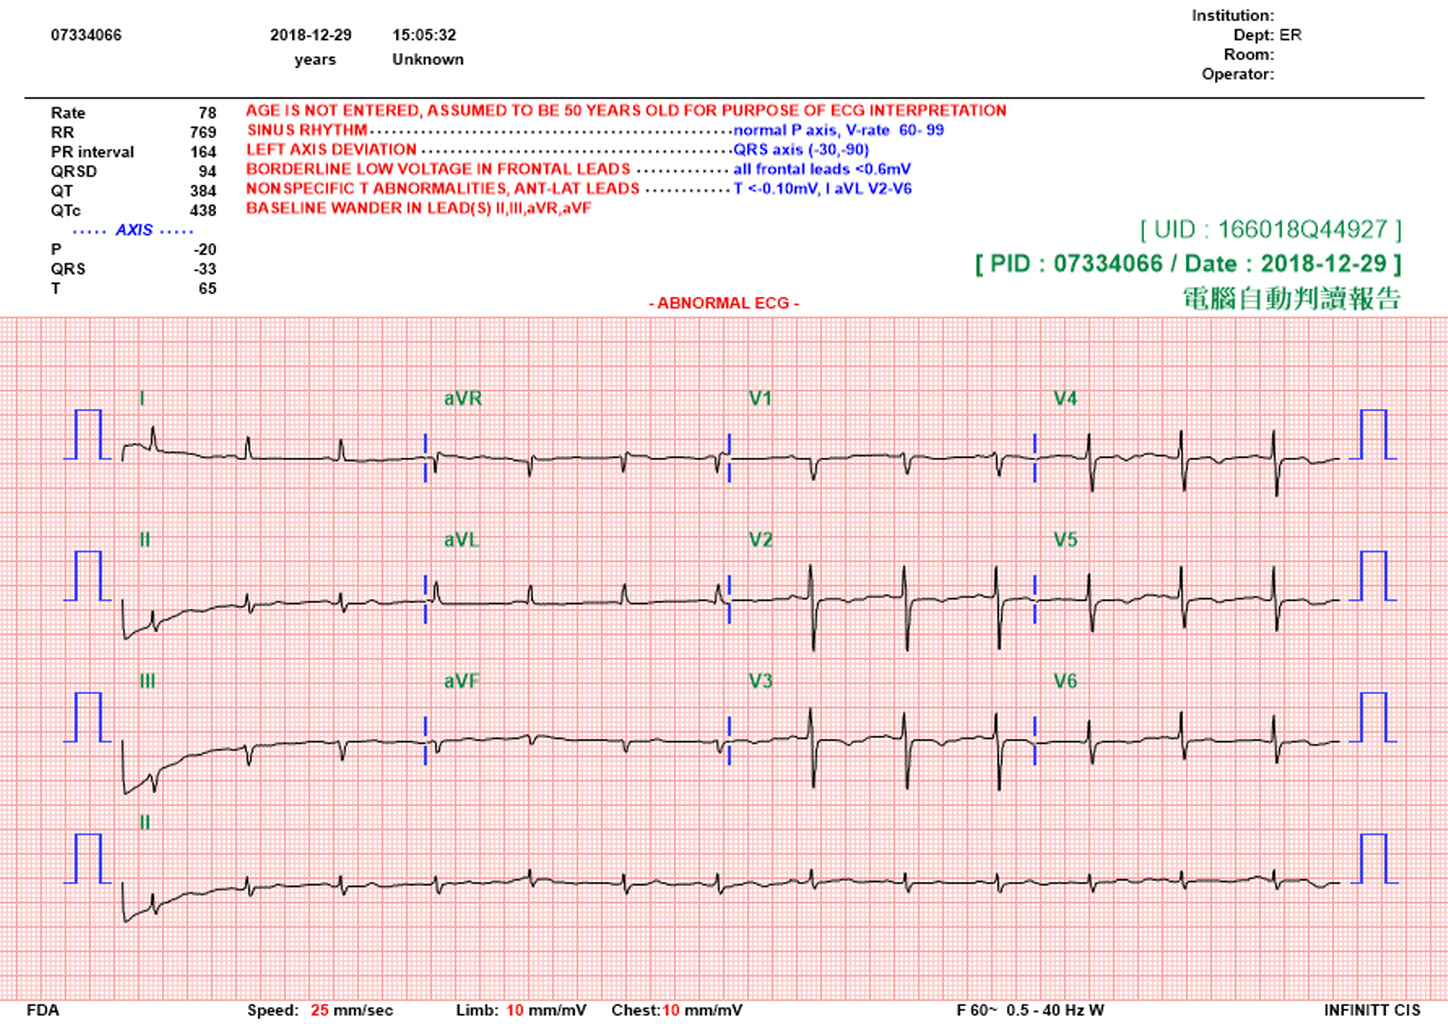 Institution:
07334066 2018-12-29 15:05:32 Dept: ER
years Unknown Room:
Operator:
Rate 78 AGE IS NOT ENTERED, ASSUMED TO BE 50 YEARS OLD FOR PURPOSE OF ECG INTERPRETATION
RR 769 SINUS RHYTHM normal P axis, V-rate 60- 99
PR interval 164 LEFT AXIS DEVIATION QRS axis (-30,-90)
QRSD 94 BORDERLINE LOW VOLTAGE IN FRONTAL LEADS all frontal leads <0.6mV
QT 384 NONSPECIFIC T ABNORMALITIES, ANT-LAT LEADS T <-0.10mV, I aVL V2-V6
QTc 438 BASELINE WANDER IN LEAD(S) II,III,aVR,aVF
····· AXIS ·····
P -20
QRS -33
T 65
[ UID : 166018Q44927 ]
[ PID : 07334066 / Date : 2018-12-29 ]
電腦自動判讀報告
- ABNORMAL ECG -
I aVR V1 V4
II aVL V2 V5
III aVF V3 V6
II
FDA Speed: 25 mm/sec Limb: 10 mm/mV Chest:10 mm/mV F 60~ 0.5 - 40 Hz W INFINITT CIS